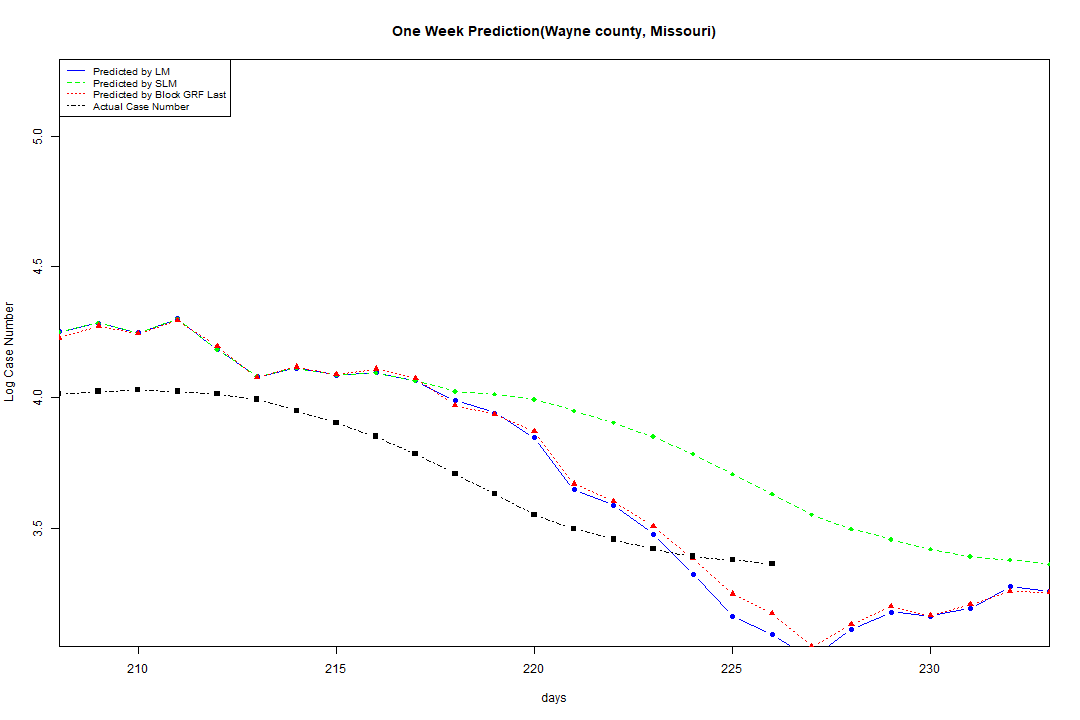 One Week Prediction(Wayne county, Missouri)
Predicted by LM
Predicted by SLM
Predicted by Block GRF Last
Actual Case Number
5.0
4.5
4.0
3.5
Log Case Number
210
215
220
225
230
days